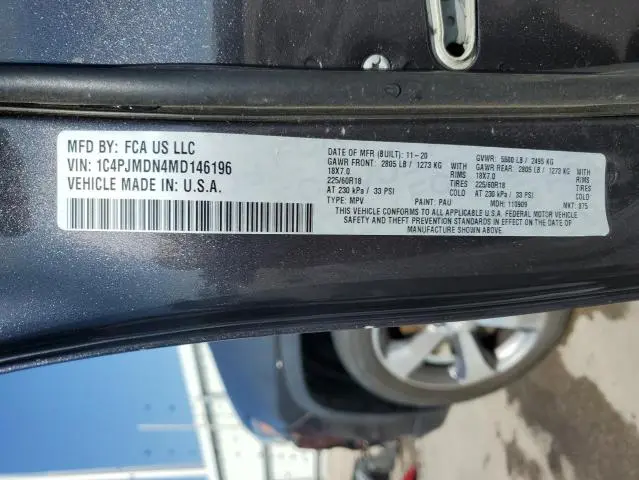 MFD BY: FCA US LLC
VIN: 1C4PJMDN4MD146196
VEHICLE MADE IN: U.S.A.
DATE OF MFR (BUILT): 11-20 GVWR: 5500 LB / 2495 KG
GAWR FRONT: 2805 LB / 1273 KG WITH GAWR REAR: 2805 LB / 1273 KG WITH
18X7.0 RIMS 18X7.0 RIMS
225/60R18 TIRES 225/60R18 TIRES
AT 230 kPa / 33 PSI COLD AT 230 kPa / 33 PSI COLD
TYPE: MPV PAINT: PAU MDH: 110909 MKT: 875
THIS VEHICLE CONFORMS TO ALL APPLICABLE U.S.A. FEDERAL MOTOR VEHICLE
SAFETY AND THEFT PREVENTION STANDARDS IN EFFECT ON THE DATE OF
MANUFACTURE SHOWN ABOVE.